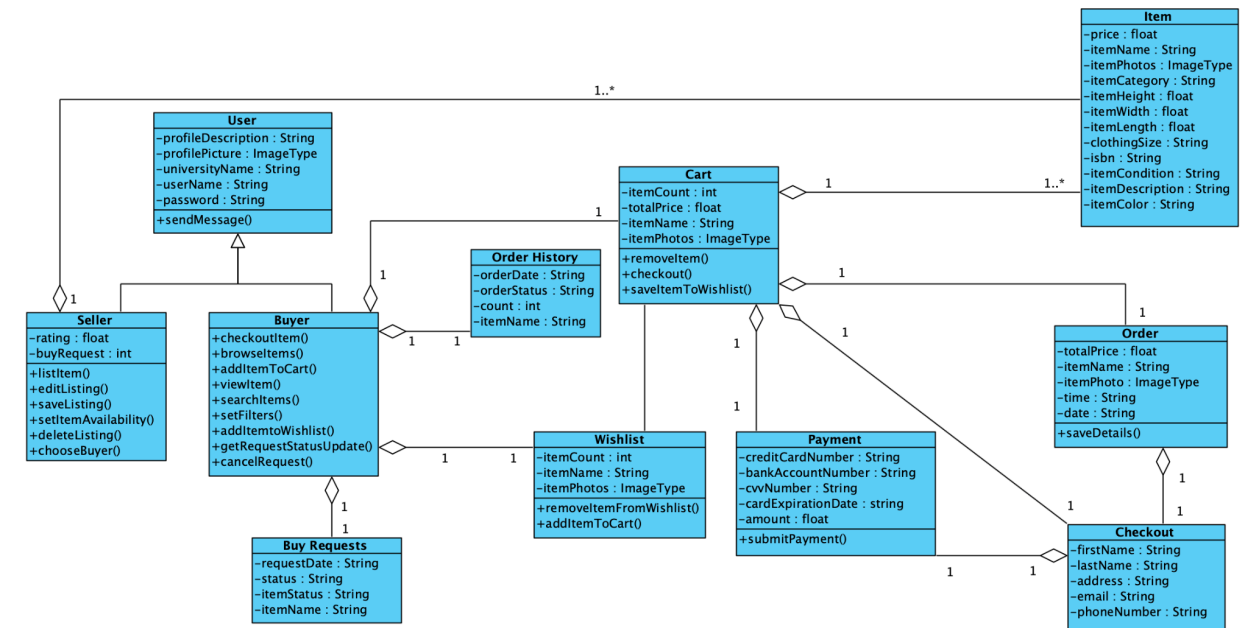 Item
-price : float
-itemName : String
-itemPhotos : ImageType
-itemCategory : String
-itemHeight : float
-itemWidth : float
-itemLength : float
-clothingSize : String
-isbn : String
-itemCondition : String
-itemDescription : String
-itemColor : String
1..*
User
-profileDescription : String
-profilePicture : ImageType
-universityName : String
-userName : String
-password : String
+sendMessage()
Cart
-itemCount : int
-totalPrice : float
-itemName : String
-itemPhotos : ImageType
+removeItem()
+checkout()
+saveItemToWishlist()
1
1..*
1
1
Order History
-orderDate : String
-orderStatus : String
-count : int
-itemName : String
1
1
1
Seller
-rating : float
-buyRequest : int
+listItem()
+editListing()
+saveListing()
+setItemAvailability()
+deleteListing()
+chooseBuyer()
Buyer
+checkoutItem()
+browseItems()
+addItemToCart()
+viewItem()
+searchItems()
+setFilters()
+addItemtoWishlist()
+getRequestStatusUpdate()
+cancelRequest()
1
1
Order
-totalPrice : float
-itemName : String
-itemPhoto : ImageType
-time : String
-date : String
+saveDetails()
1
1
1
1
1
Wishlist
-itemCount : int
-itemName : String
-itemPhotos : ImageType
+removeItemFromWishlist()
+addItemToCart()
Payment
-creditCardNumber : String
-bankAccountNumber : String
-cvvNumber : String
-cardExpirationDate : string
-amount : float
+submitPayment()
1
1
1
1
1
Buy Requests
-requestDate : String
-status : String
-itemStatus : String
-itemName : String
Checkout
-firstName : String
-lastName : String
-address : String
-email : String
-phoneNumber : String
1
1